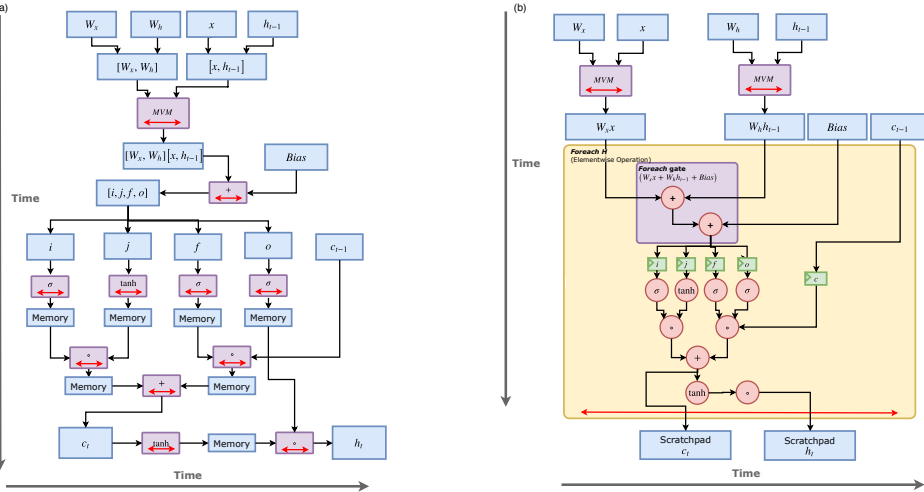 a)
W_x W_h x h_{t−1}
[W_x, W_h] [x, h_{t−1}]
MVM
[W_x, W_h][x, h_{t−1}] Bias
+
[i, j, f, o]
Time
i j f o c_{t−1}
σ tanh σ σ
Memory Memory Memory Memory
∘ ∘
Memory + Memory
c_t tanh Memory ∘ h_t
Time
(b)
W_x x W_h h_{t−1}
MVM MVM
W_x x W_h h_{t−1} Bias c_{t−1}
Foreach H
(Elementwise Operation)
Time
Foreach gate
(W_x x + W_h h_{t−1} + Bias)
+
+
i j f o
c
σ tanh σ σ
∘ ∘
+
tanh ∘
Scratchpad Scratchpad
c_t h_t
Time